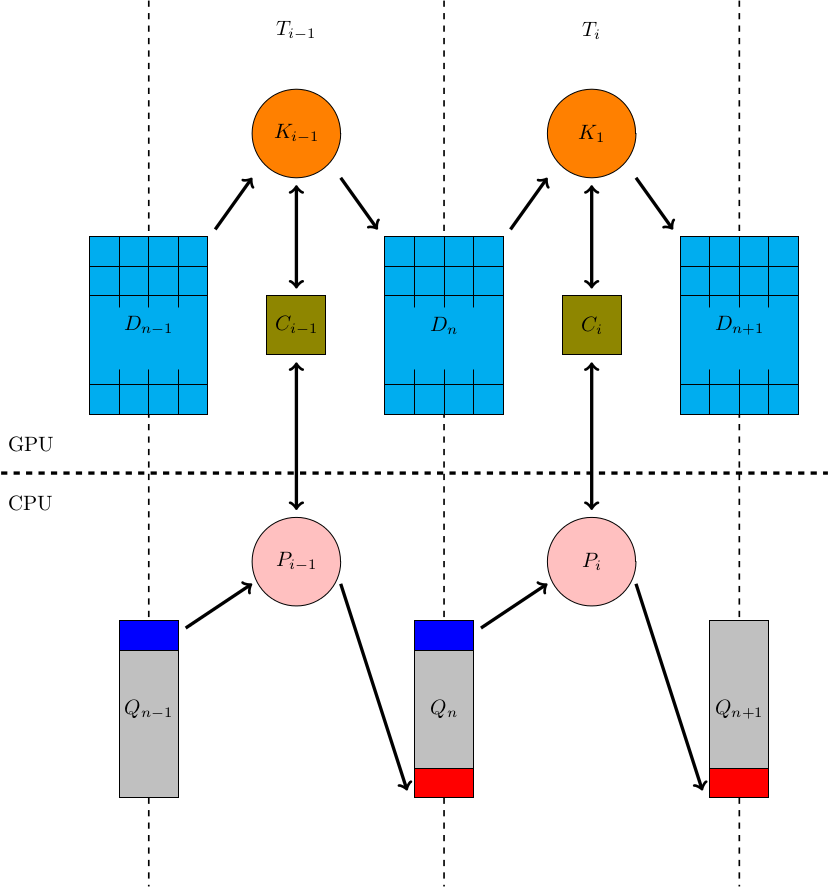 T_{i-1} T_i
K_{i-1} K_1
D_{n-1} C_{i-1} D_n C_i D_{n+1}
GPU
CPU
P_{i-1} P_i
Q_{n-1} Q_n Q_{n+1}